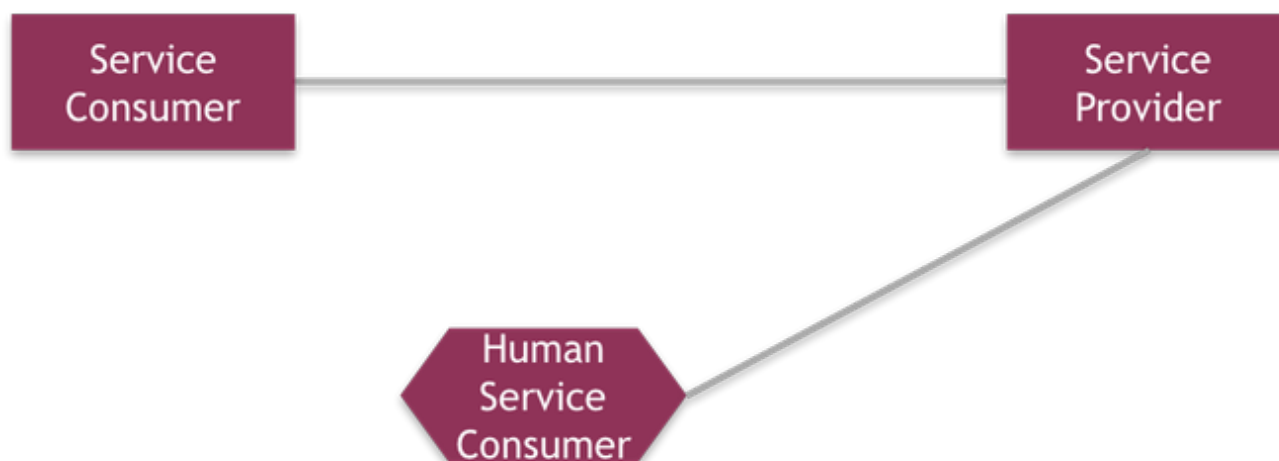 Service
Consumer
Service
Provider
Human
Service
Consumer